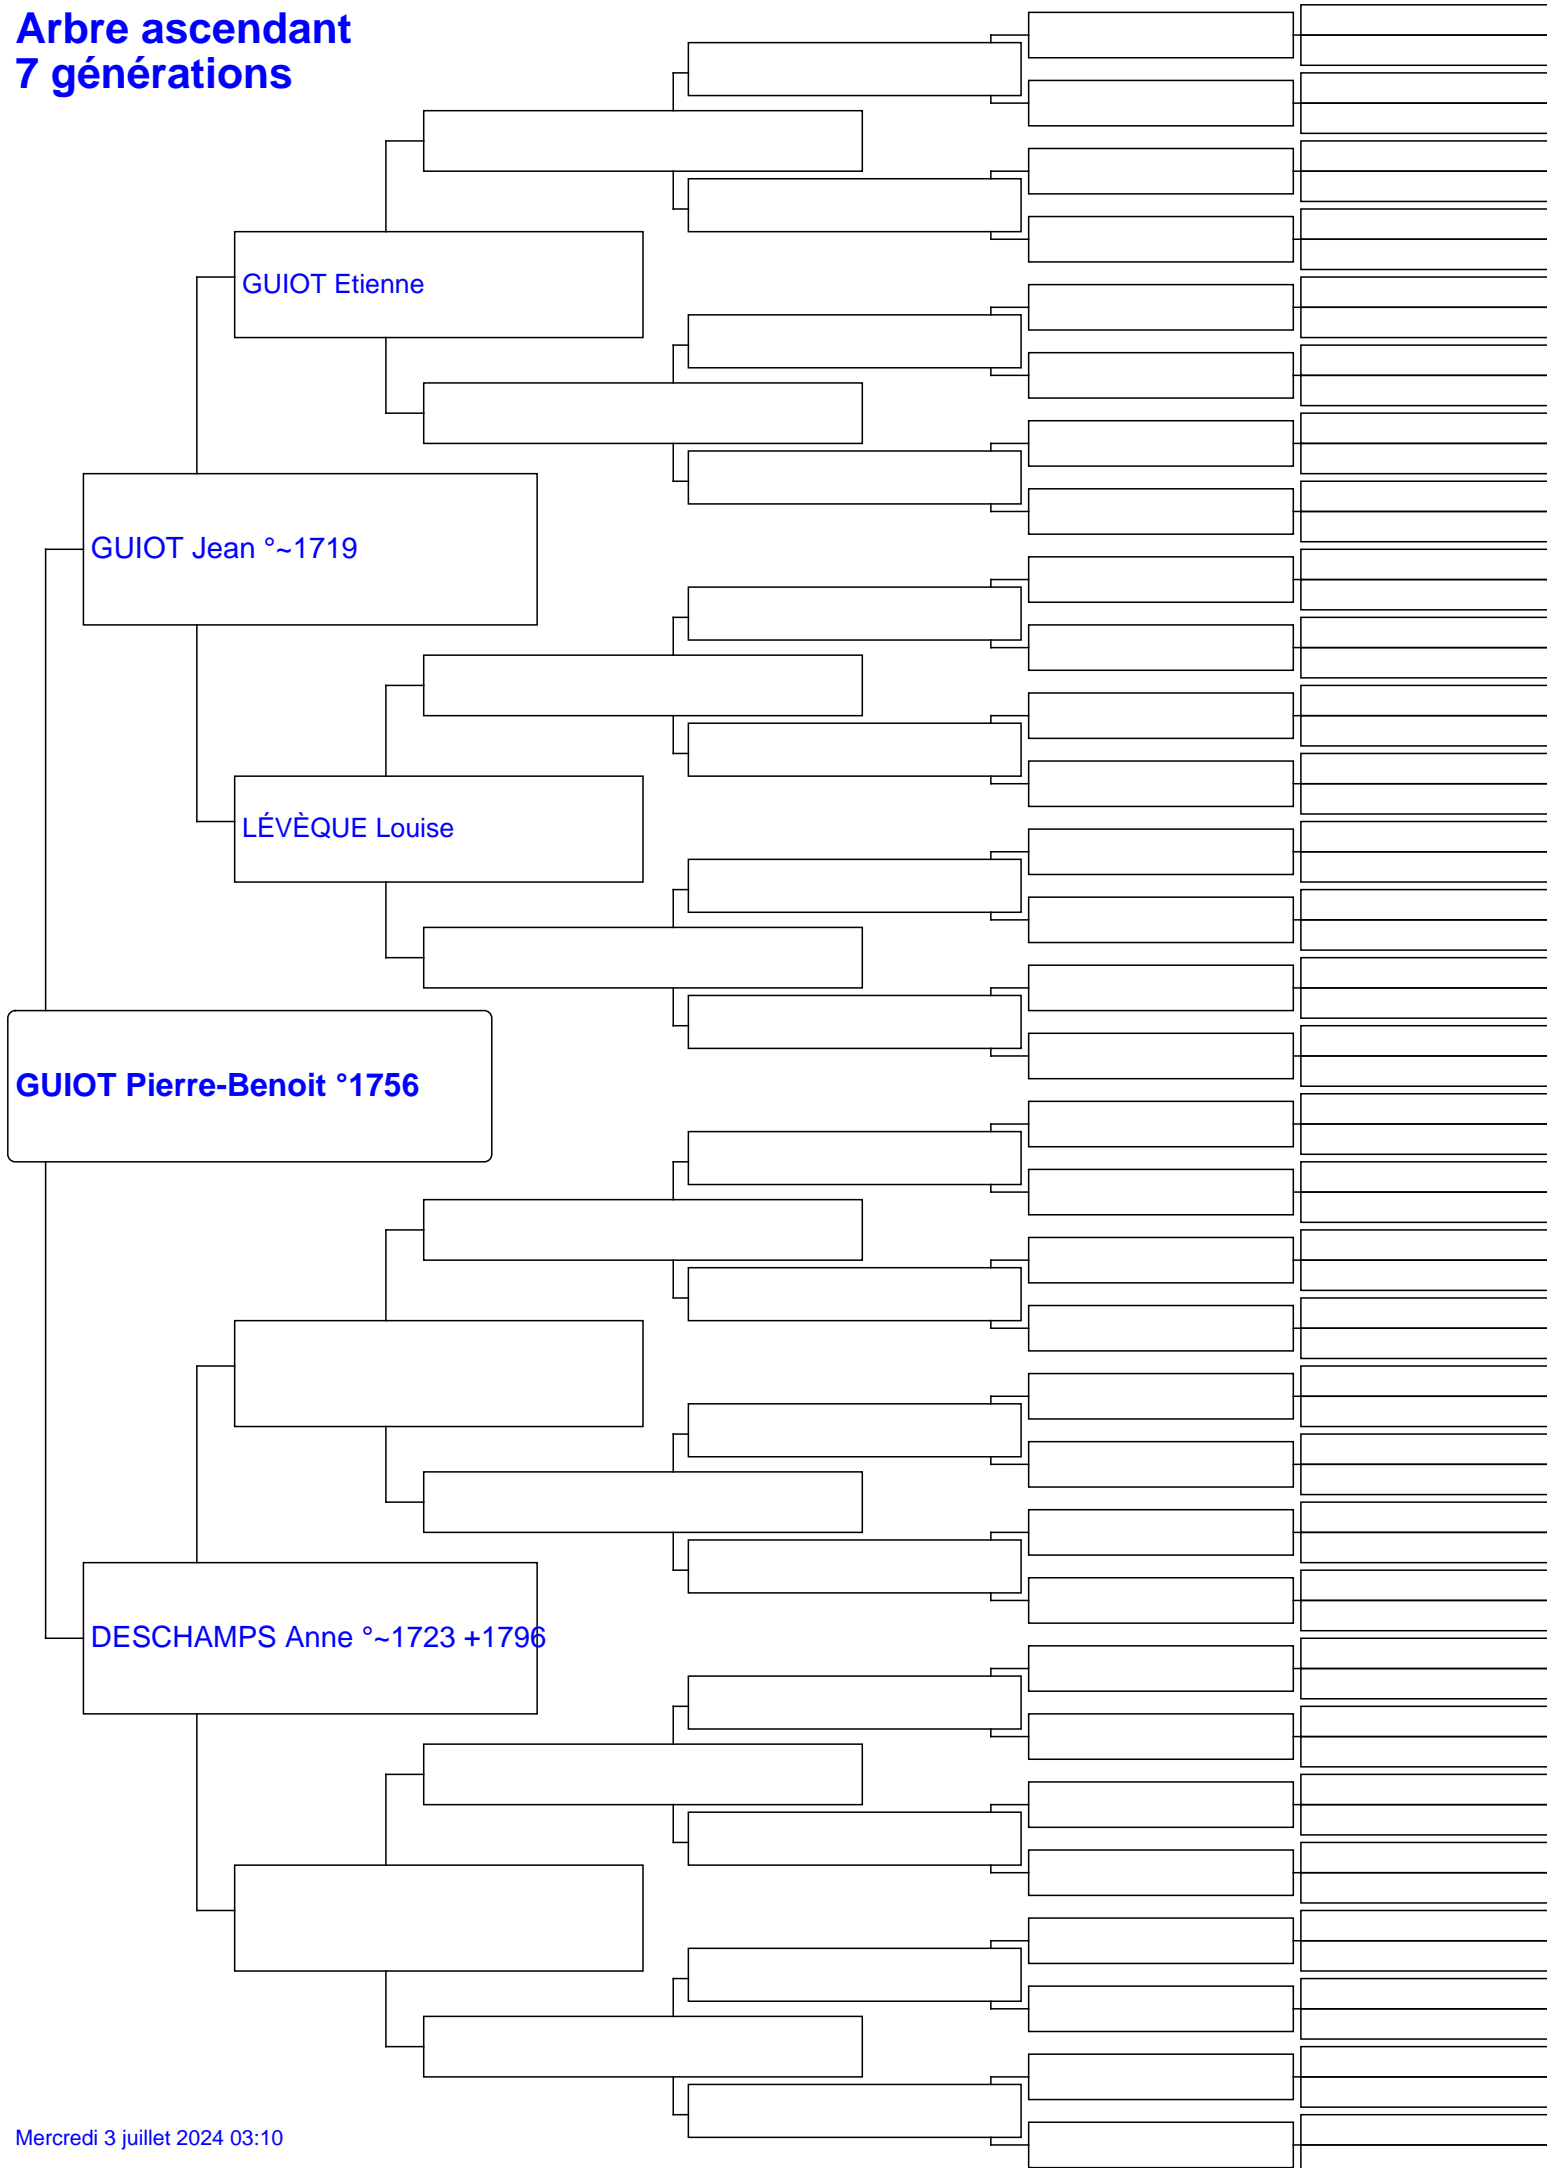 Arbre ascendant
7 générations
GUIOT Etienne
GUIOT Jean °~1719
LÉVÈQUE Louise
GUIOT Pierre-Benoit °1756
DESCHAMPS Anne °~1723 +1796
Mercredi 3 juillet 2024 03:10